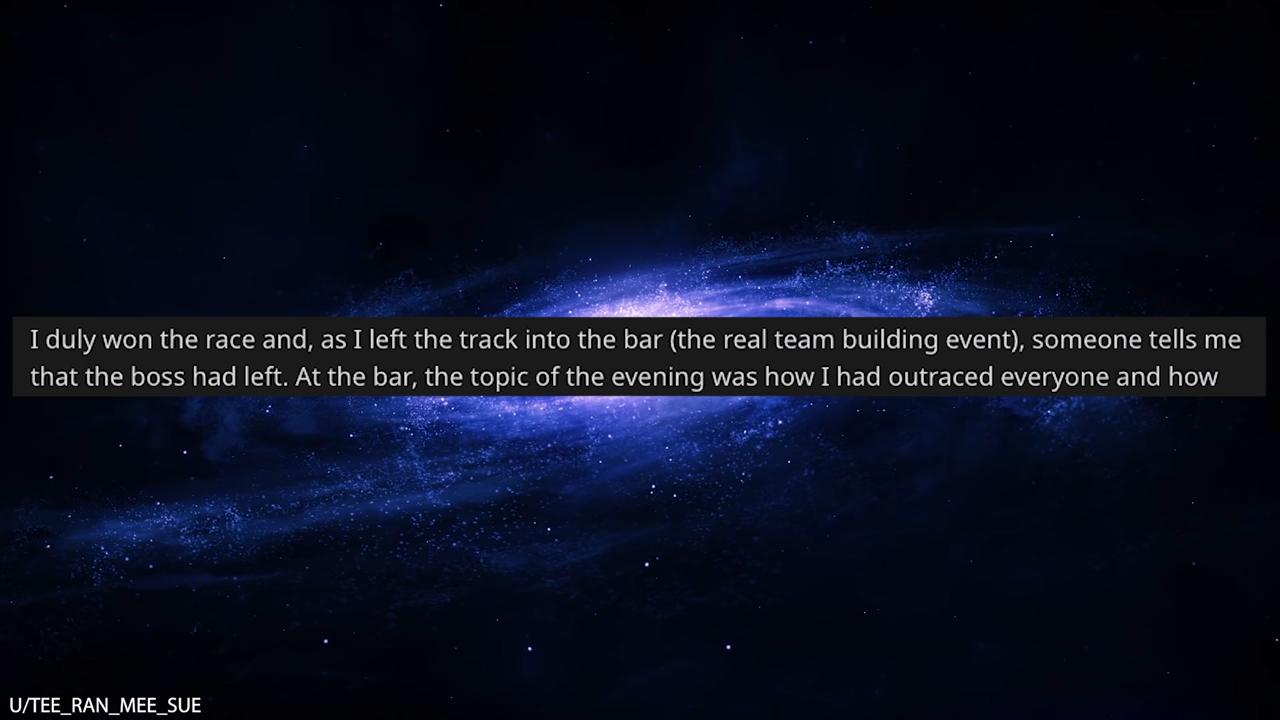 I duly won the race and, as I left the track into the bar (the real team building event), someone tells me
that the boss had left. At the bar, the topic of the evening was how I had outraced everyone and how
U/TEE_RAN_MEE_SUE